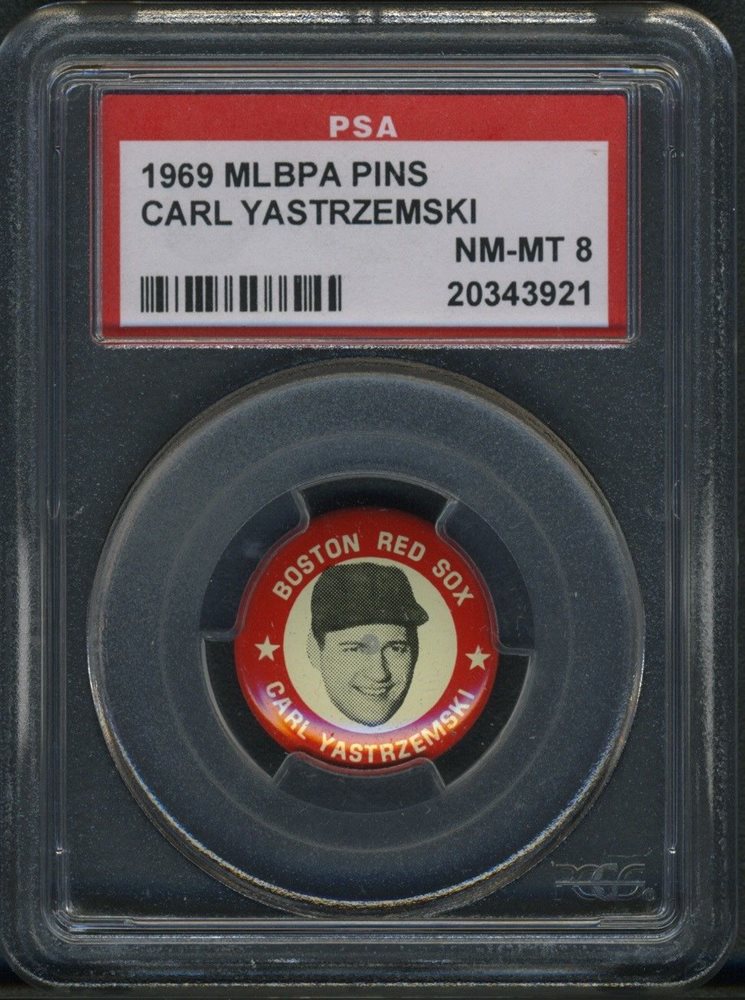 PSA
1969 MLBPA PINS
CARL YASTRZEMSKI
NM-MT 8
20343921
BOSTON RED SOX
CARL YASTRZEMSKI